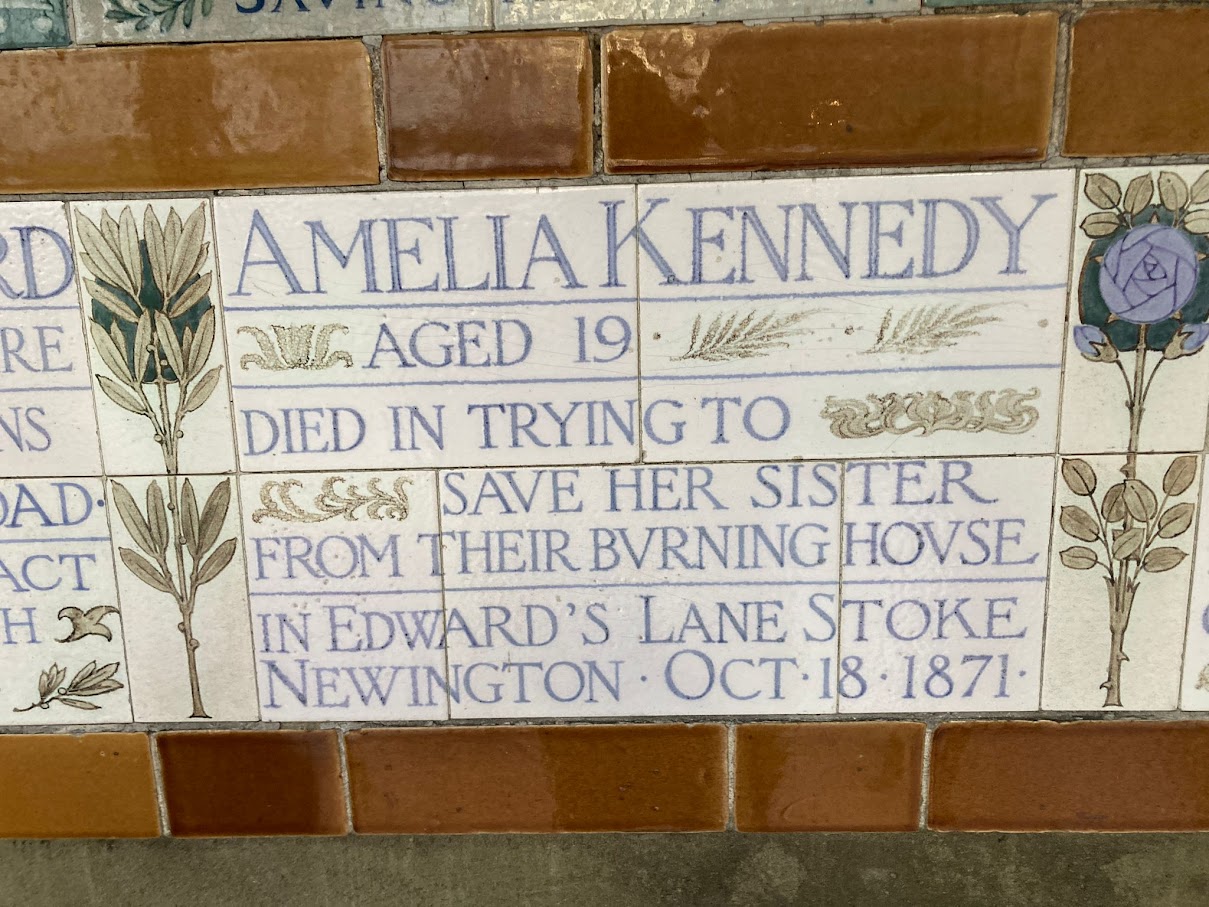 SAVING
AMELIA KENNEDY
AGED 19
DIED IN TRYING TO
SAVE HER SISTER
FROM THEIR BVRNING HOVSE
IN EDWARD'S LANE STOKE
NEWINGTON · OCT · 18 · 1871 ·